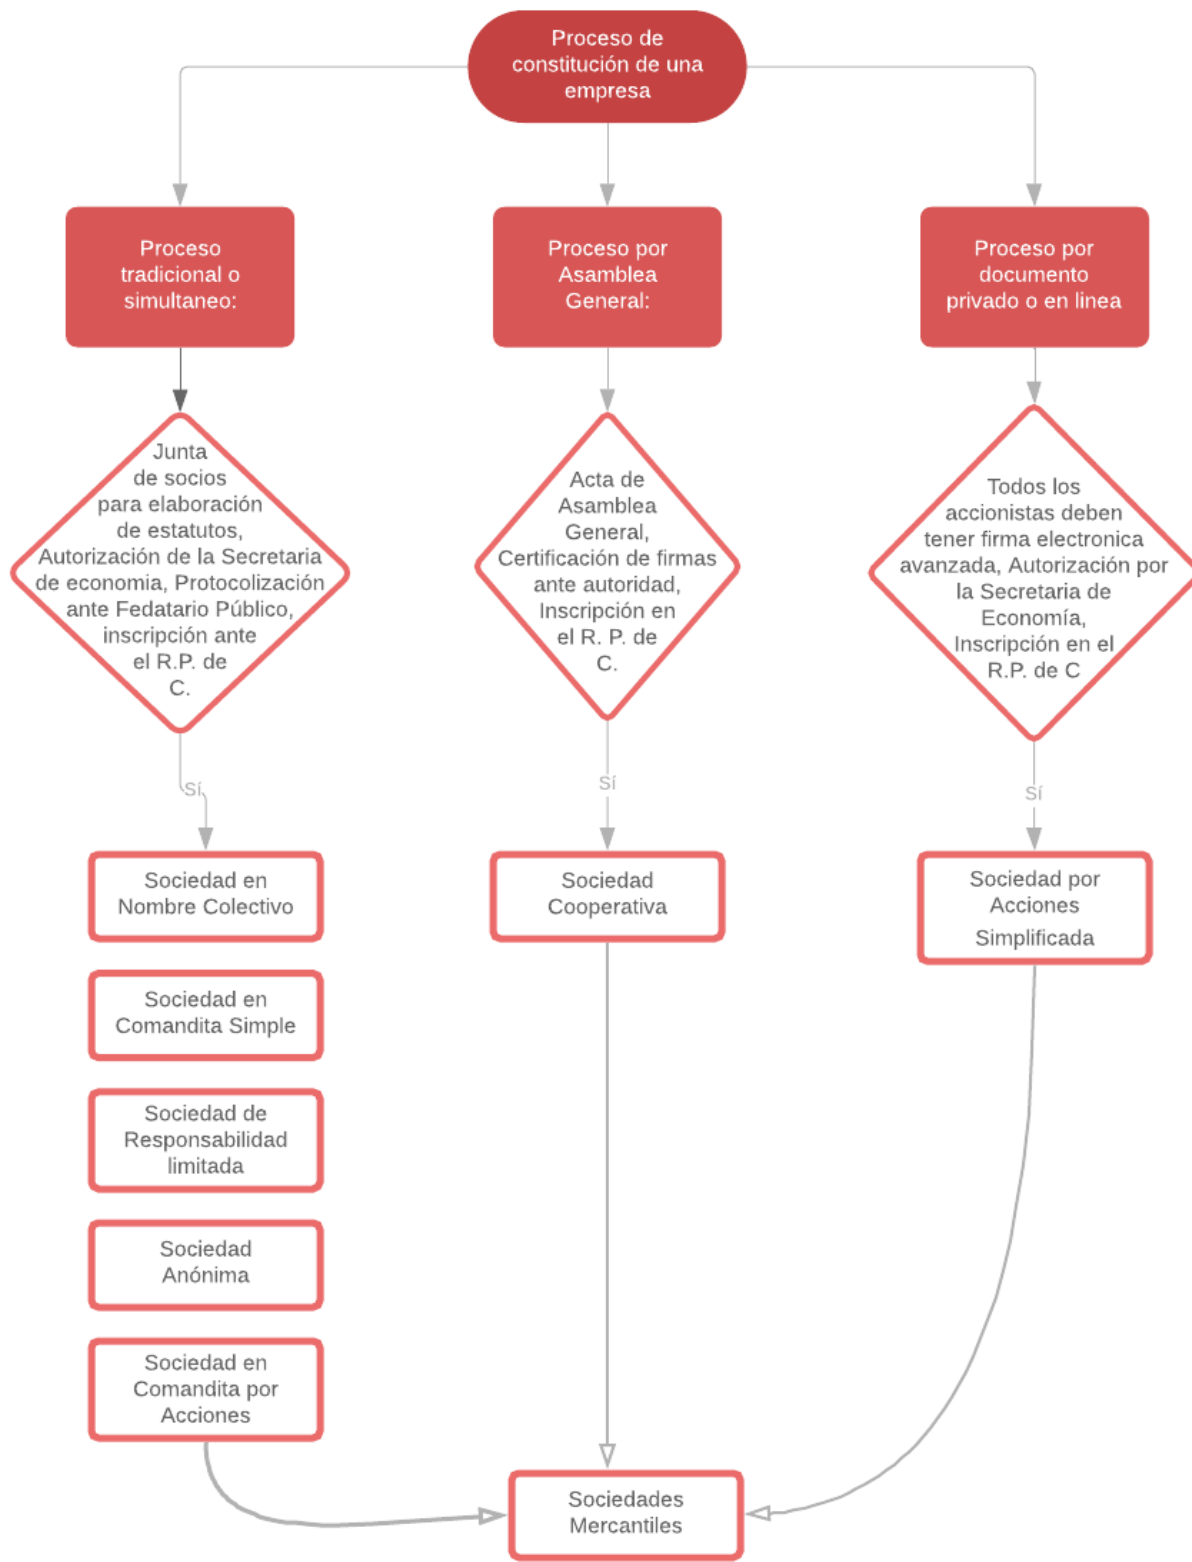 Proceso de
constitución de una
empresa
Proceso
tradicional o
simultaneo:
Proceso por
Asamblea
General:
Proceso por
documento
privado o en linea
Junta
de socios
para elaboración
de estatutos,
Autorización de la Secretaria
de economia, Protocolización
ante Fedatario Público,
inscripción ante
el R.P. de
C.
Acta de
Asamblea
General,
Certificación de firmas
ante autoridad,
Inscripción en
el R. P. de
C.
Todos los
accionistas deben
tener firma electronica
avanzada, Autorización por
la Secretaria de
Economía,
Inscripción en el
R.P. de C
Sí
Sí
Sí
Sociedad en
Nombre Colectivo
Sociedad
Cooperativa
Sociedad por
Acciones
Simplificada
Sociedad en
Comandita Simple
Sociedad de
Responsabilidad
limitada
Sociedad
Anónima
Sociedad en
Comandita por
Acciones
Sociedades
Mercantiles